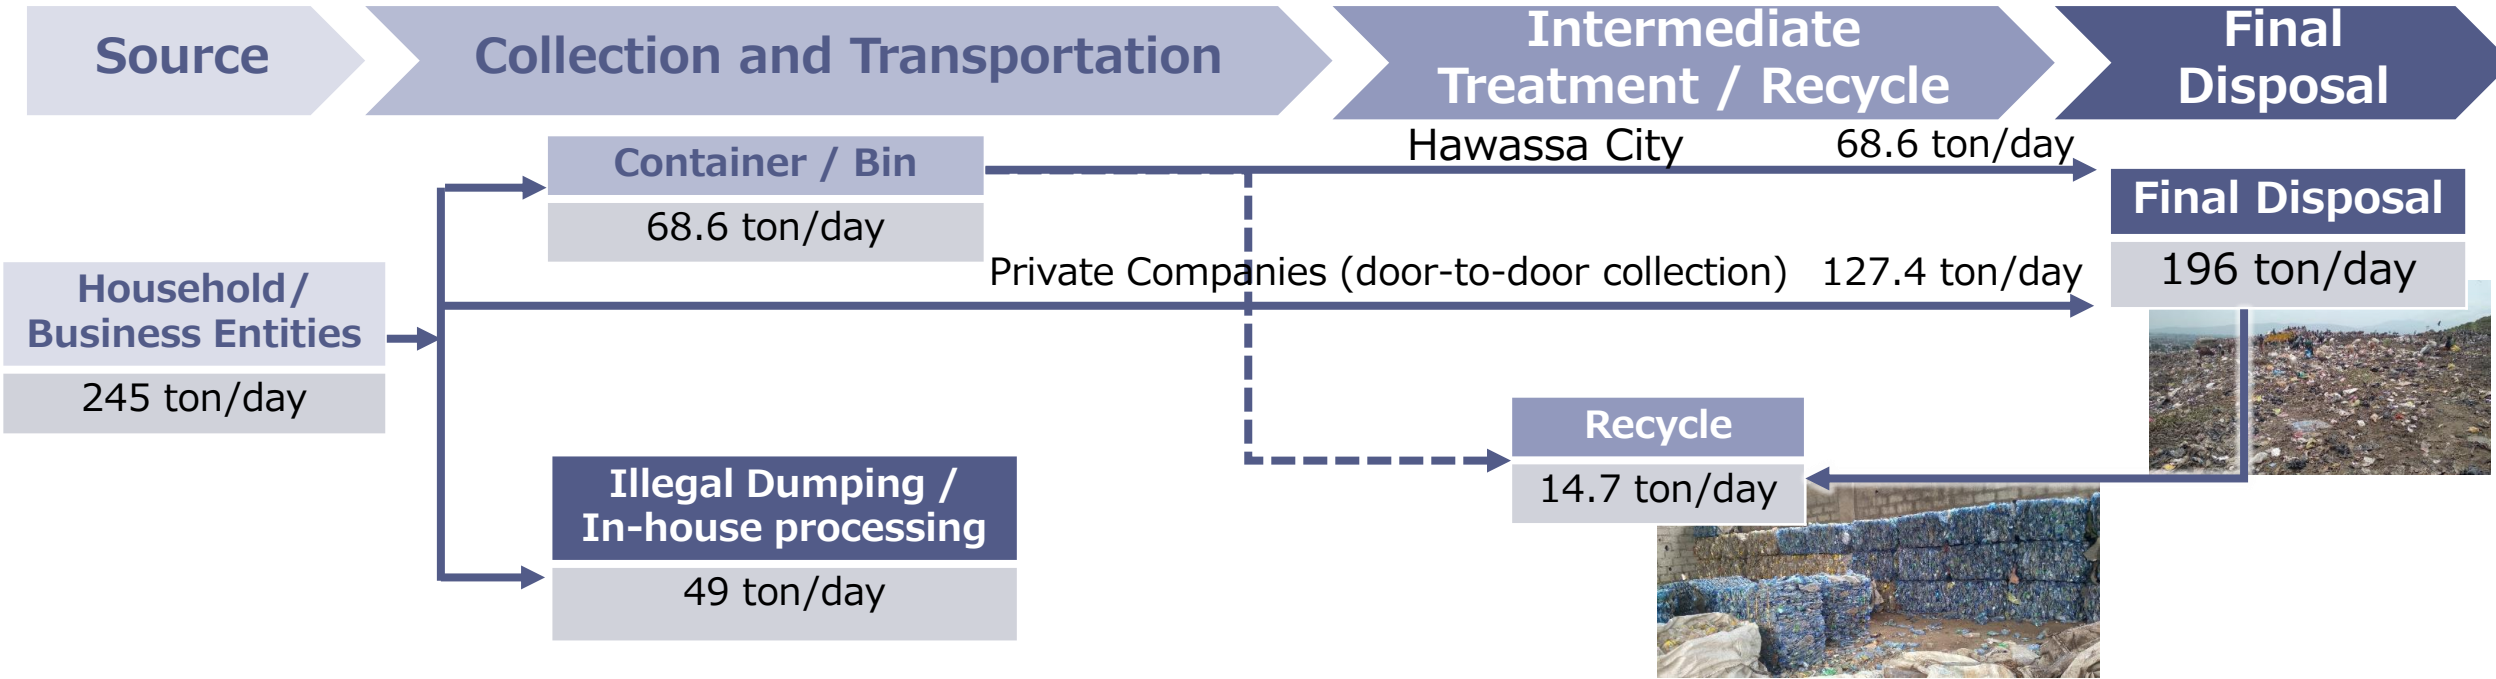 Source
Collection and Transportation
Intermediate
Treatment / Recycle
Final
Disposal
Container / Bin
68.6 ton/day
Hawassa City
68.6 ton/day
Final Disposal
196 ton/day
Household/
Business Entities
245 ton/day
Private Companies (door-to-door collection)
127.4 ton/day
Recycle
14.7 ton/day
Illegal Dumping /
In-house processing
49 ton/day